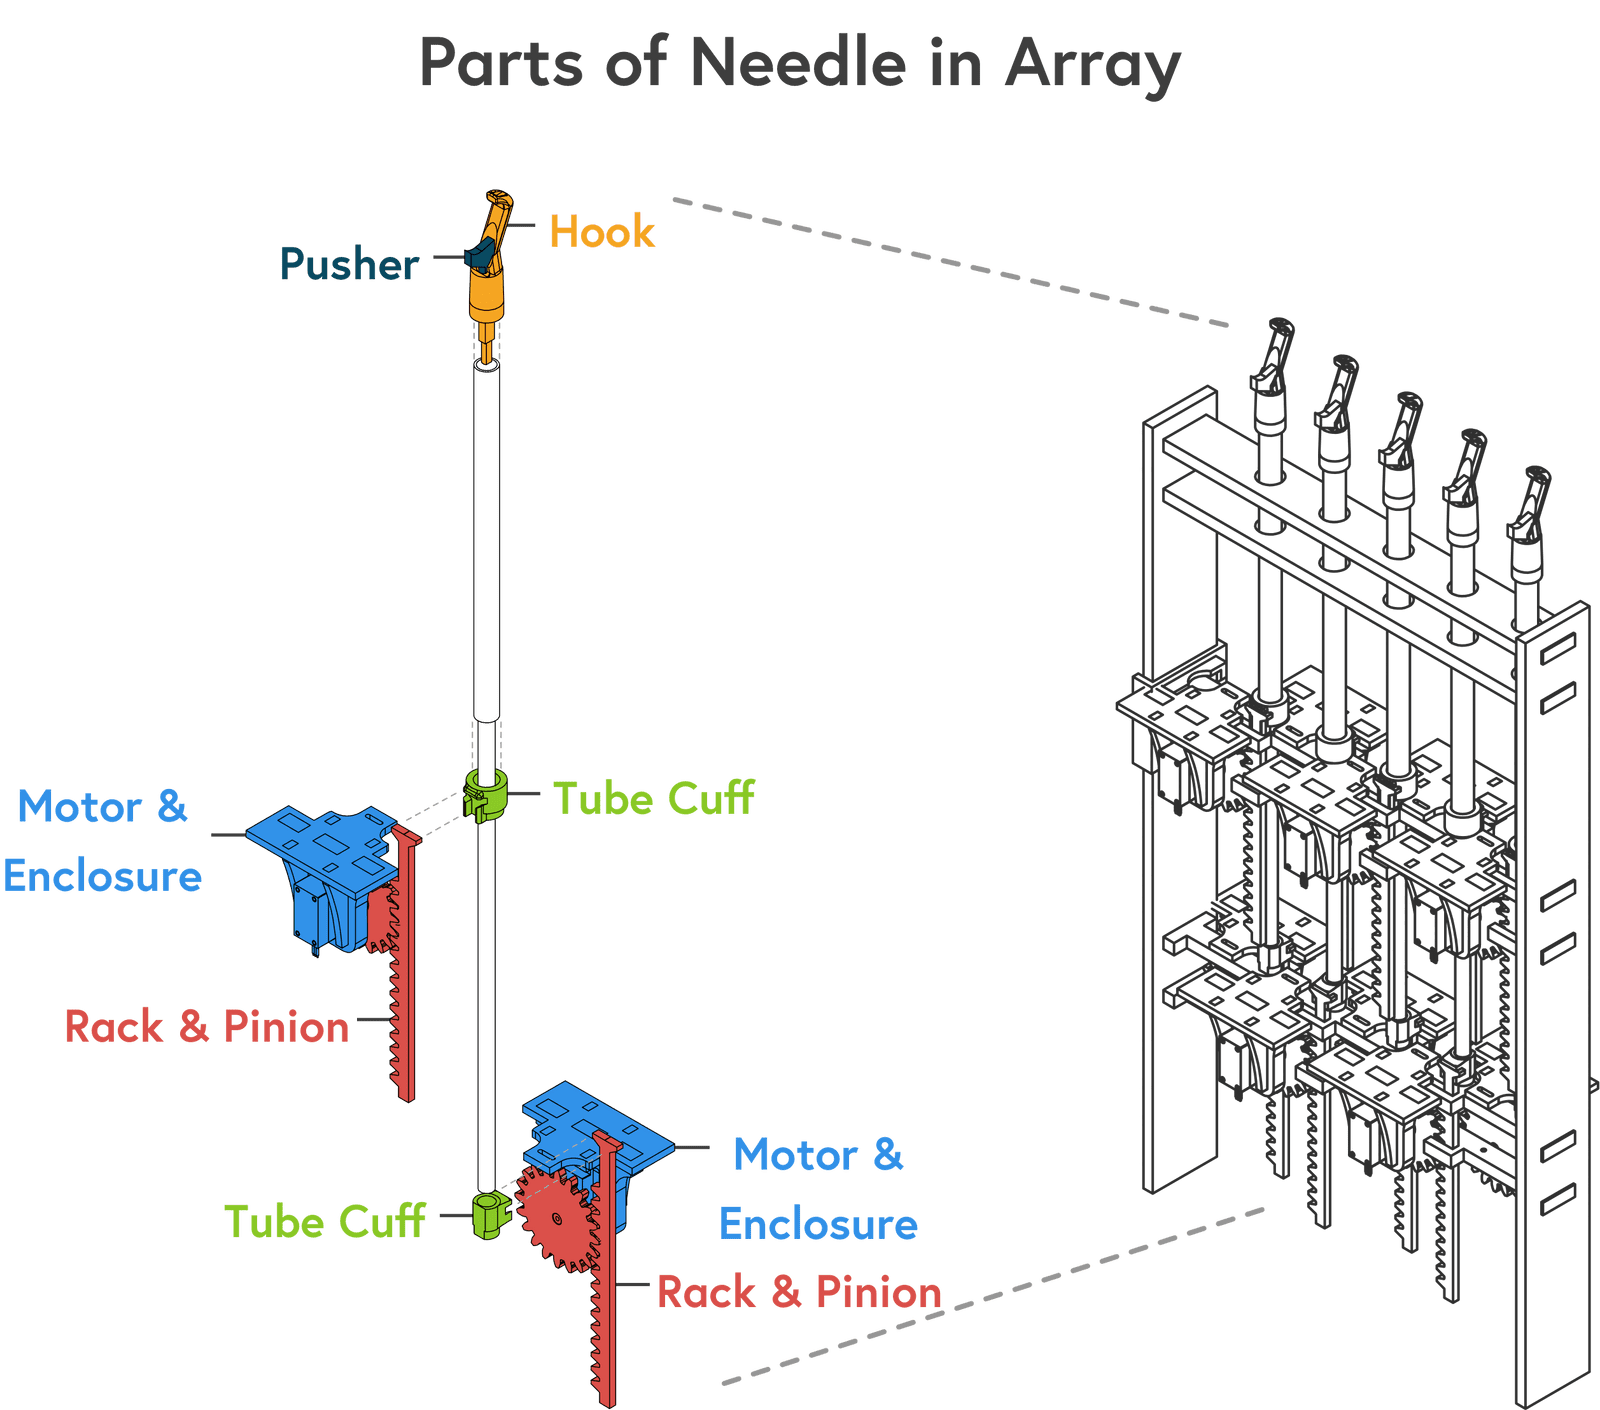 Parts of Needle in Array
Hook
Pusher
Tube Cuff
Motor &
Enclosure
Rack & Pinion
Motor &
Enclosure
Tube Cuff
Rack & Pinion